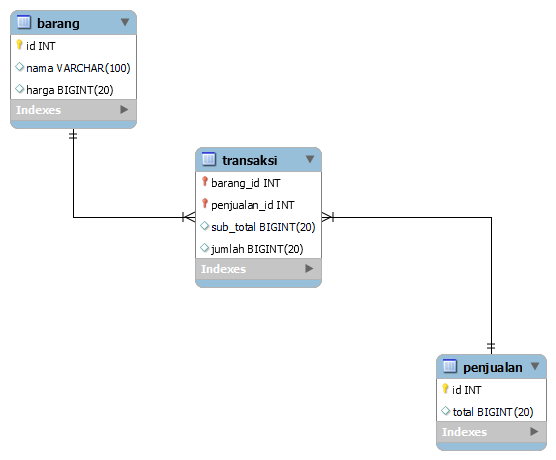 barang
id INT
nama VARCHAR(100)
harga BIGINT(20)
Indexes
transaksi
barang_id INT
penjualan_id INT
sub_total BIGINT(20)
jumlah BIGINT(20)
Indexes
penjualan
id INT
total BIGINT(20)
Indexes